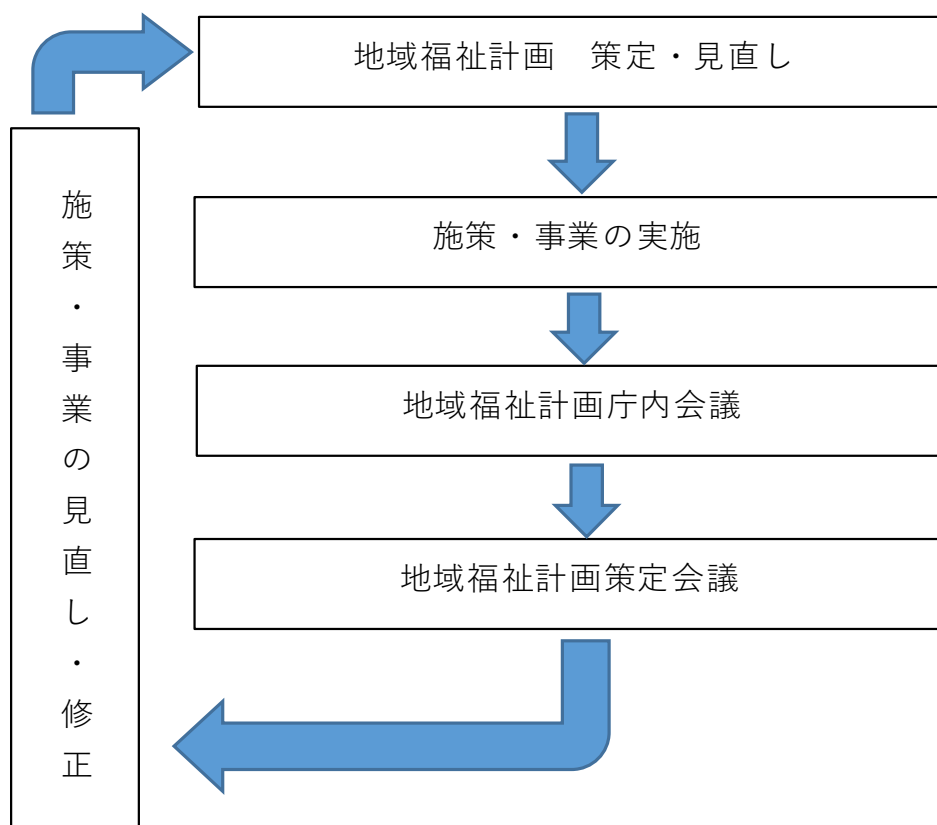 地域福祉計画　策定・見直し
施策・事業の実施
地域福祉計画庁内会議
地域福祉計画策定会議
施策・事業の見直し・修正